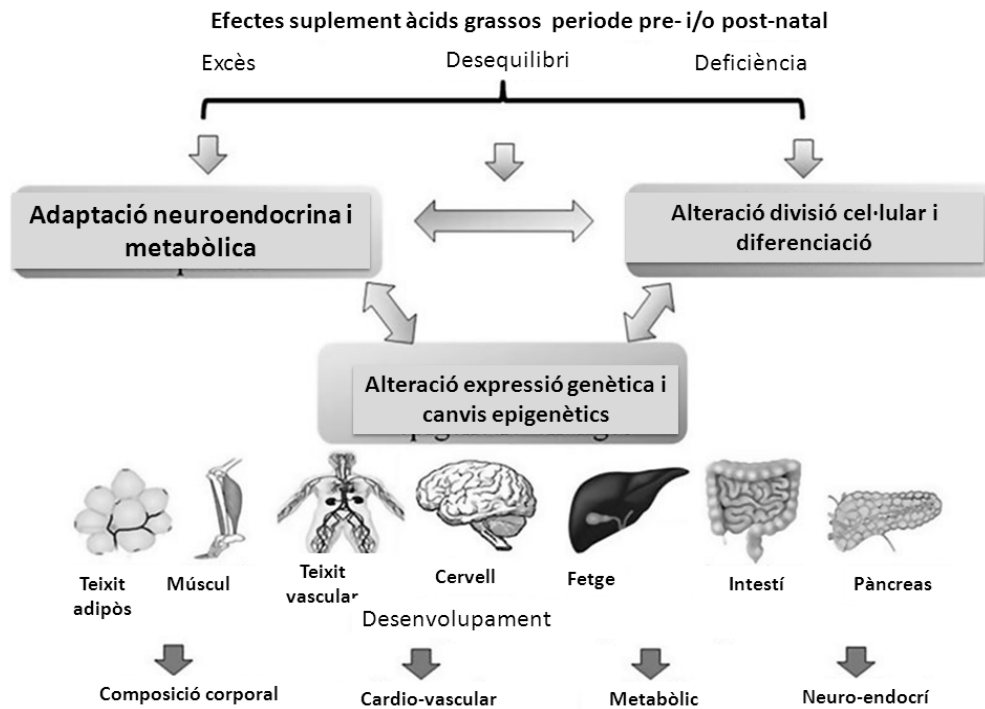 Efectes suplement àcids grassos periode pre- i/o post-natal
Excès
Desequilibri
Deficiència
Adaptació neuroendocrina i
metabòlica
Alteració divisió cel·lular i
diferenciació
Alteració expressió genètica i
canvis epigenètics
Teixit
adipòs
Múscul
Teixit
vascular
Cervell
Fetge
Intestí
Pàncreas
Desenvolupament
Composició corporal
Cardio-vascular
Metabòlic
Neuro-endocrí